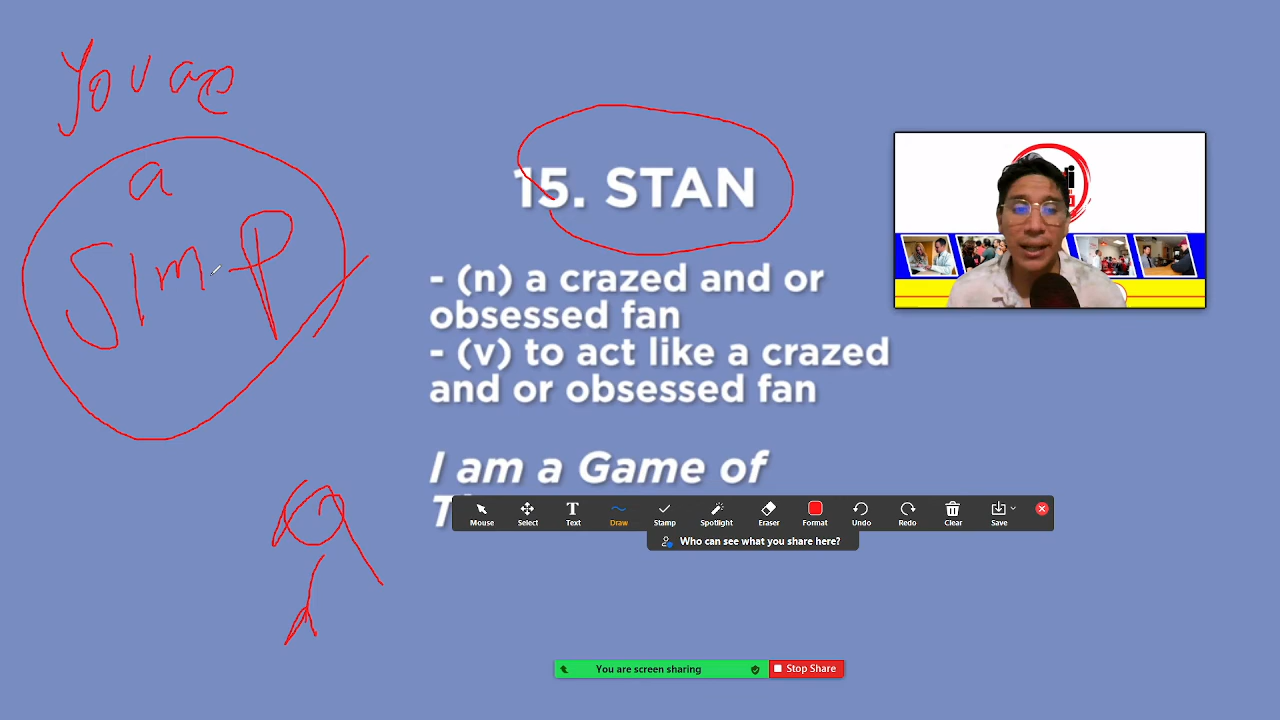 You are
a
simp
15. STAN
- (n) a crazed and or
obsessed fan
- (v) to act like a crazed
and or obsessed fan
I am a Game of
Mouse Select Text Draw Stamp Spotlight Eraser Format Undo Redo Clear Save
Who can see what you share here?
You are screen sharing Stop Share